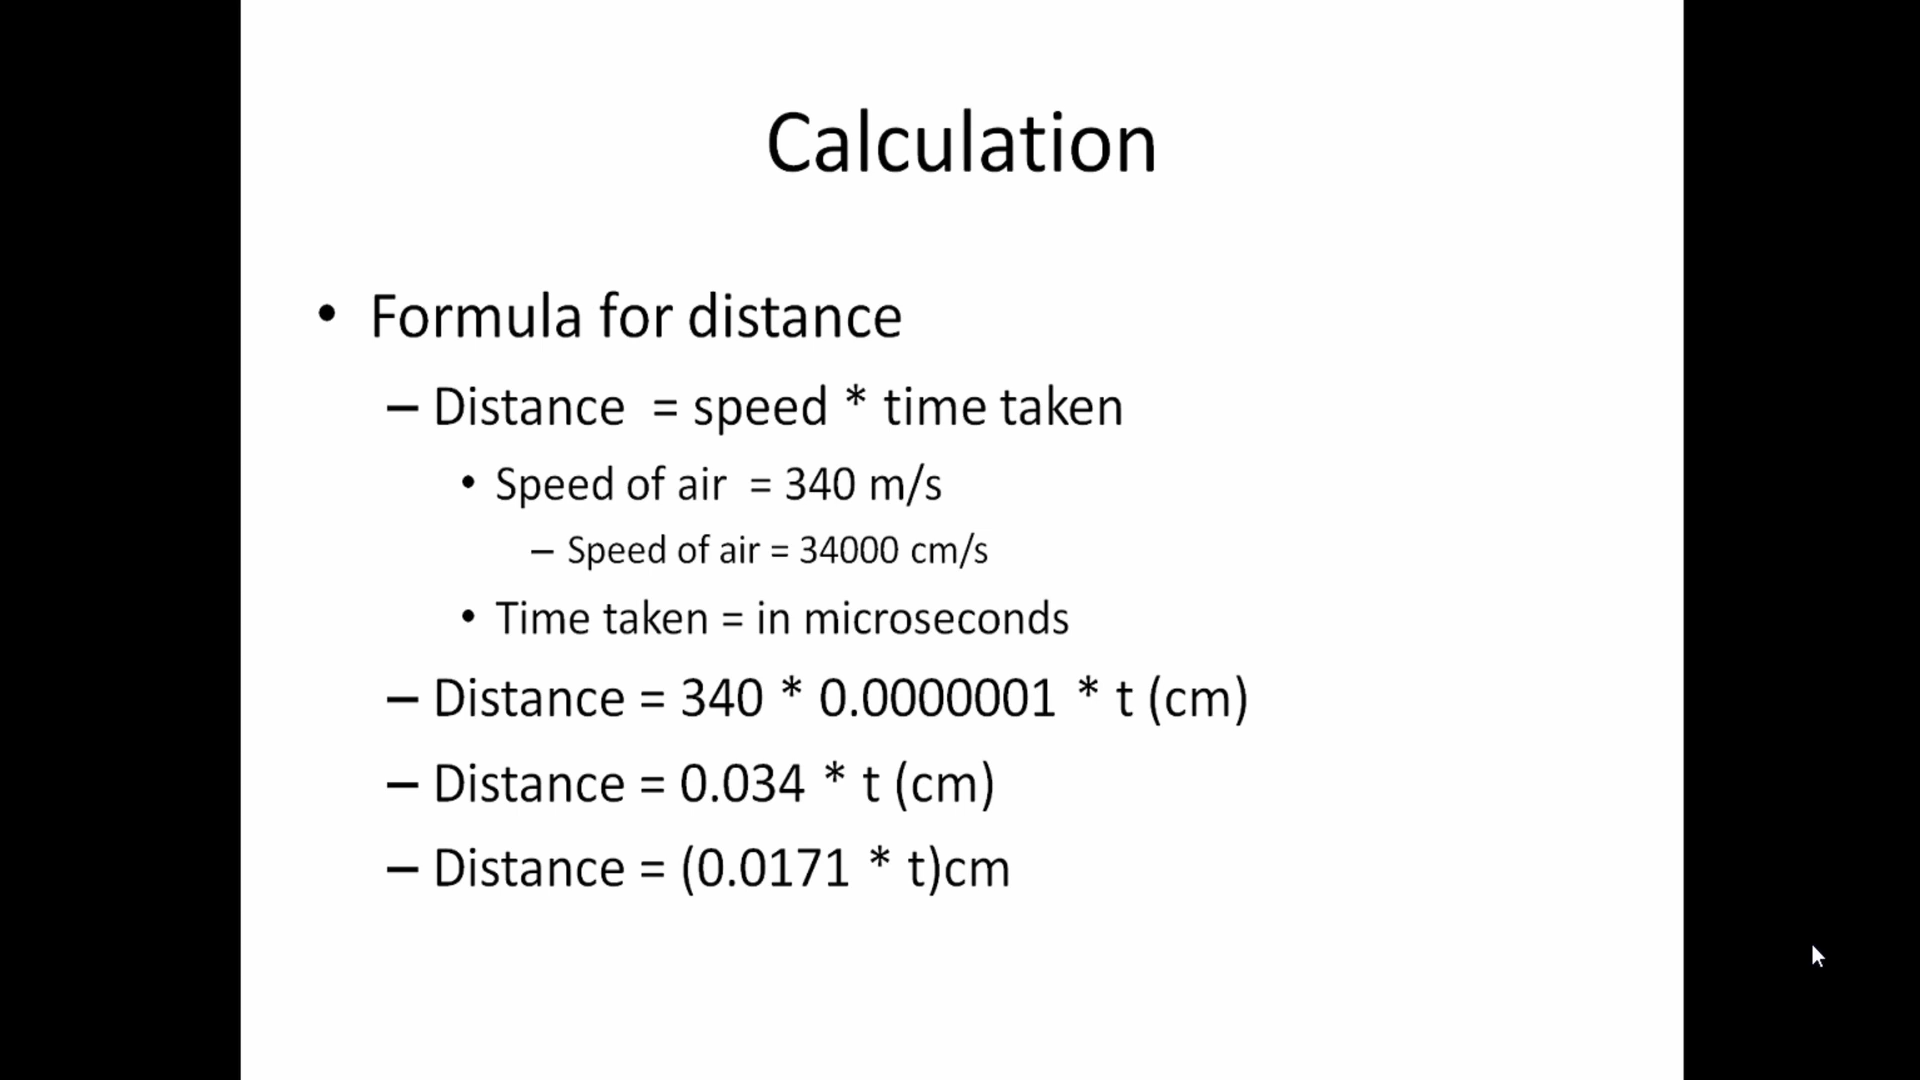 Calculation
• Formula for distance
– Distance = speed * time taken
• Speed of air = 340 m/s
– Speed of air = 34000 cm/s
• Time taken = in microseconds
– Distance = 340 * 0.0000001 * t (cm)
– Distance = 0.034 * t (cm)
– Distance = (0.0171 * t)cm